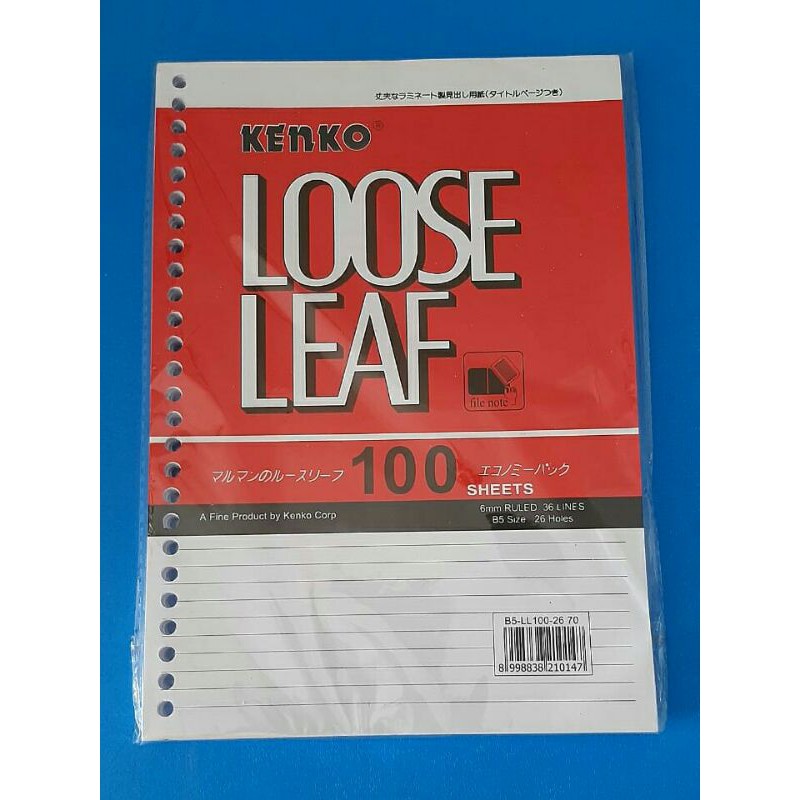 丈夫なラミネート製見出し用紙(タイトルページつき)
KENKO®
LOOSE
LEAF
file note
マルマンのルーズリーフ 100 エコノミーパック
SHEETS
A Fine Product by Kenko Corp
6mm RULED 36 LINES
B5 Size 26 Holes
B5-LL100-26 70
8 998838 210147